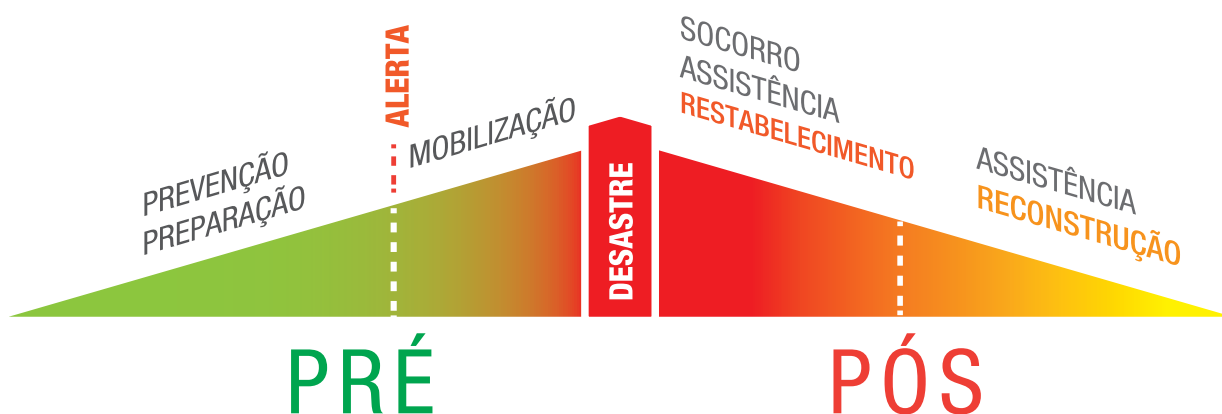 PREVENÇÃO
PREPARAÇÃO
ALERTA
MOBILIZAÇÃO
DESASTRE
SOCORRO
ASSISTÊNCIA
RESTABELECIMENTO
ASSISTÊNCIA
RECONSTRUÇÃO
PRÉ
PÓS